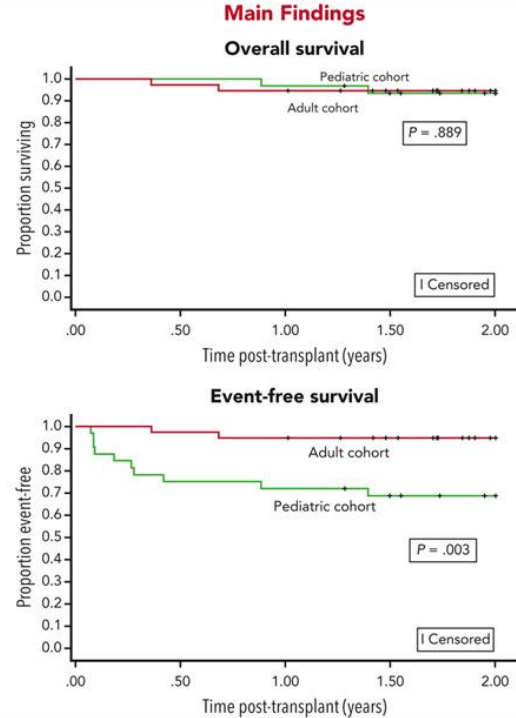 Main Findings
Overall survival
Proportion surviving
1.0
0.9
0.8
0.7
0.6
0.5
0.4
0.3
0.2
0.1
0.0
Pediatric cohort
Adult cohort
P = .889
I Censored
.00 .50 1.00 1.50 2.00
Time post-transplant (years)
Event-free survival
Proportion event-free
1.0
0.9
0.8
0.7
0.6
0.5
0.4
0.3
0.2
0.1
0.0
Adult cohort
Pediatric cohort
P = .003
I Censored
.00 .50 1.00 1.50 2.00
Time post-transplant (years)